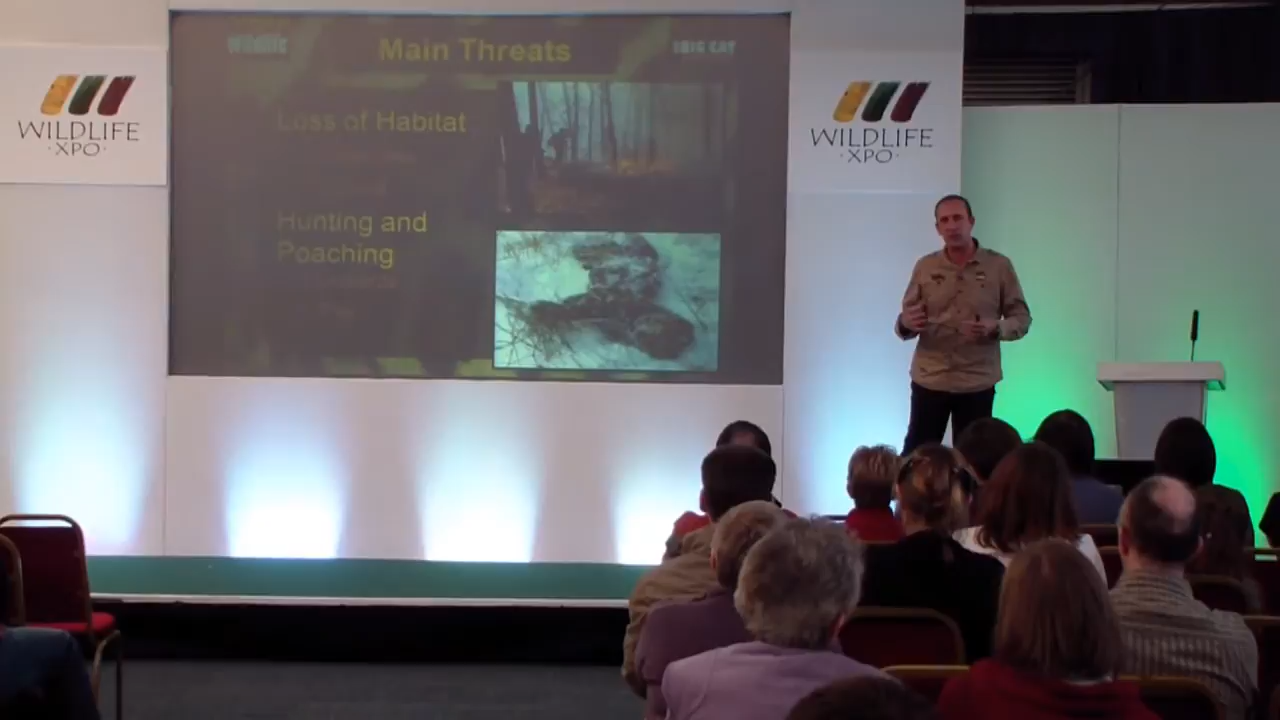 Main Threats
Loss of Habitat
Hunting and
Poaching
WILDLIFE
·XPO·
WILDLIFE
·XPO·